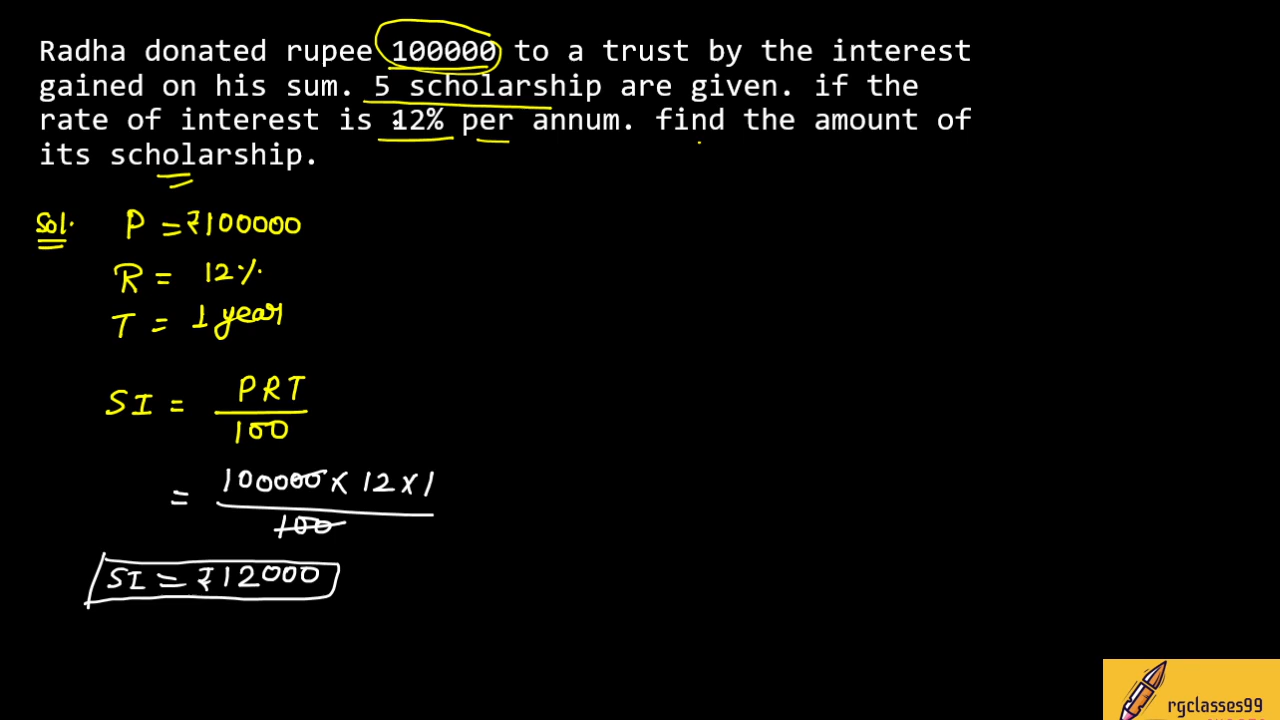 Radha donated rupee 100000 to a trust by the interest
gained on his sum. 5 scholarship are given. if the
rate of interest is 12% per annum. find the amount of
its scholarship.
Sol. P = ₹100000
R = 12%
T = 1 year
SI = PRT
100
= 100000 × 12 × 1
100
SI = ₹12000
rgclasses99